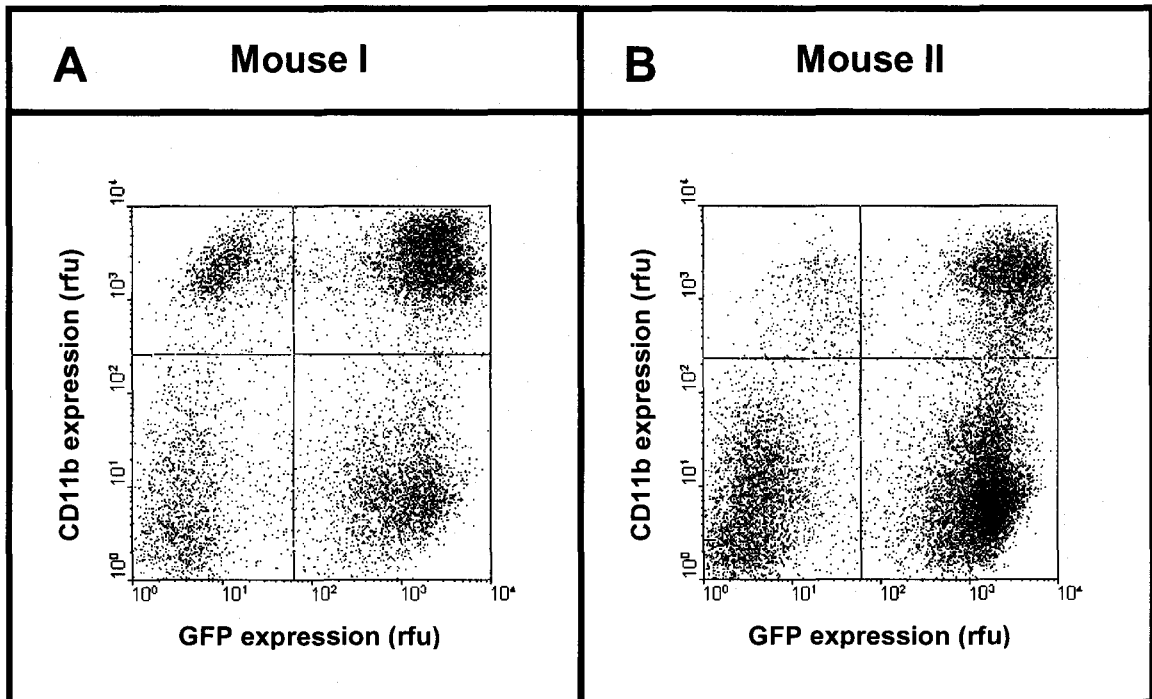 A Mouse I
B Mouse II
CD11b expression (rfu)
10⁴
10³
10²
10¹
10⁰
10⁰ 10¹ 10² 10³ 10⁴
GFP expression (rfu)
CD11b expression (rfu)
10⁴
10³
10²
10¹
10⁰
10⁰ 10¹ 10² 10³ 10⁴
GFP expression (rfu)